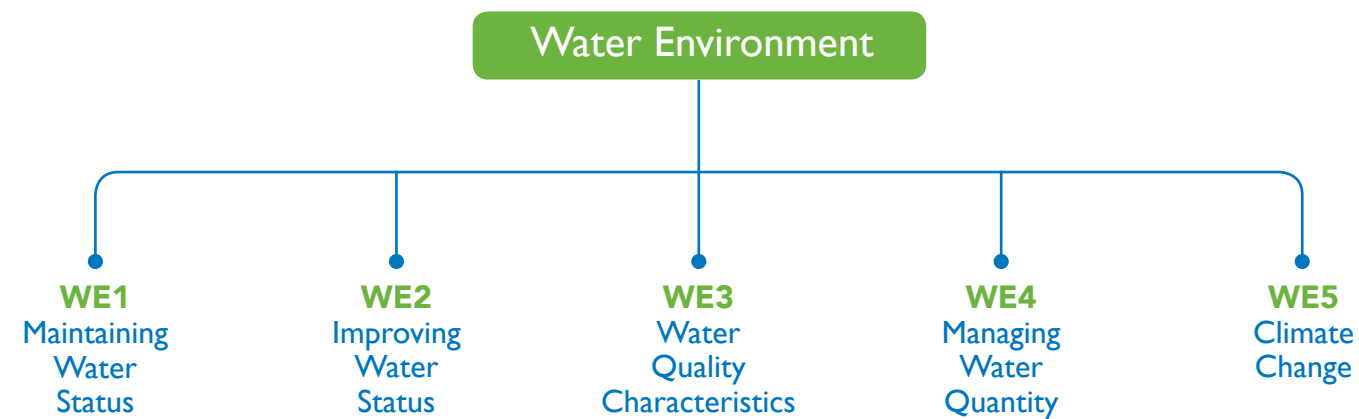 Water Environment
WE1
Maintaining
Water
Status
WE2
Improving
Water
Status
WE3
Water
Quality
Characteristics
WE4
Managing
Water
Quantity
WE5
Climate
Change